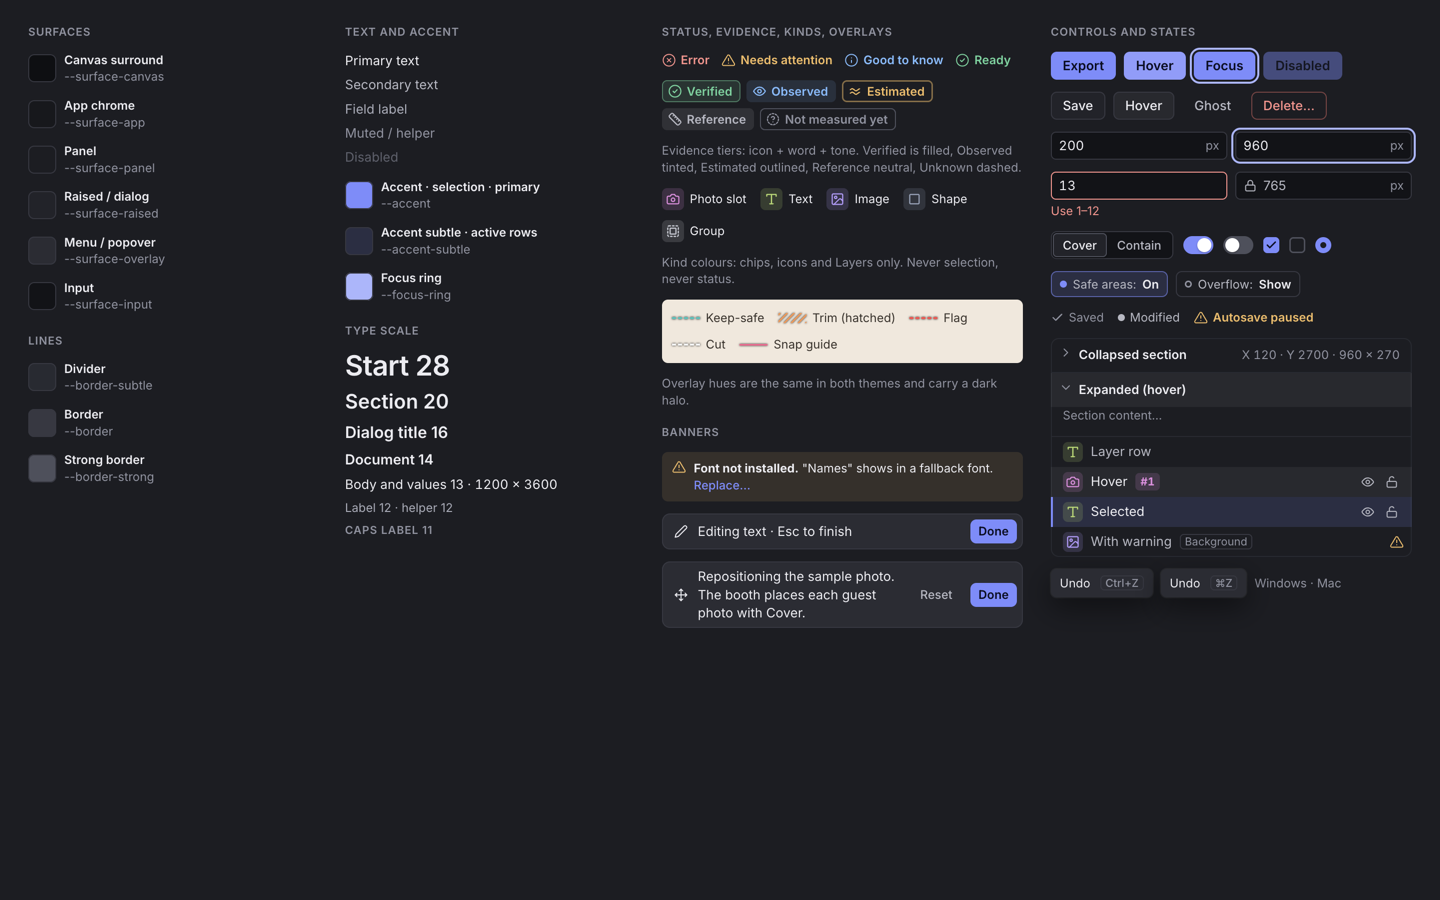 SURFACES
Canvas surround
--surface-canvas
App chrome
--surface-app
Panel
--surface-panel
Raised / dialog
--surface-raised
Menu / popover
--surface-overlay
Input
--surface-input
LINES
Divider
--border-subtle
Border
--border
Strong border
--border-strong
TEXT AND ACCENT
Primary text
Secondary text
Field label
Muted / helper
Disabled
Accent · selection · primary
--accent
Accent subtle · active rows
--accent-subtle
Focus ring
--focus-ring
TYPE SCALE
Start 28
Section 20
Dialog title 16
Document 14
Body and values 13 · 1200 × 3600
Label 12 · helper 12
CAPS LABEL 11
STATUS, EVIDENCE, KINDS, OVERLAYS
Error Needs attention Good to know Ready
Verified Observed Estimated
Reference Not measured yet
Evidence tiers: icon + word + tone. Verified is filled, Observed
tinted, Estimated outlined, Reference neutral, Unknown dashed.
Photo slot Text Image Shape
Group
Kind colours: chips, icons and Layers only. Never selection,
never status.
Keep-safe Trim (hatched) Flag
Cut Snap guide
Overlay hues are the same in both themes and carry a dark
halo.
BANNERS
Font not installed. "Names" shows in a fallback font.
Replace...
Editing text · Esc to finish Done
Repositioning the sample photo.
The booth places each guest
photo with Cover.
Reset Done
CONTROLS AND STATES
Export Hover Focus Disabled
Save Hover Ghost Delete...
200 px 960 px
13 765 px
Use 1–12
Cover Contain
Safe areas: On Overflow: Show
Saved Modified Autosave paused
Collapsed section X 120 · Y 2700 · 960 × 270
Expanded (hover)
Section content...
Layer row
Hover #1
Selected
With warning Background
Undo Ctrl+Z Undo ⌘Z Windows · Mac